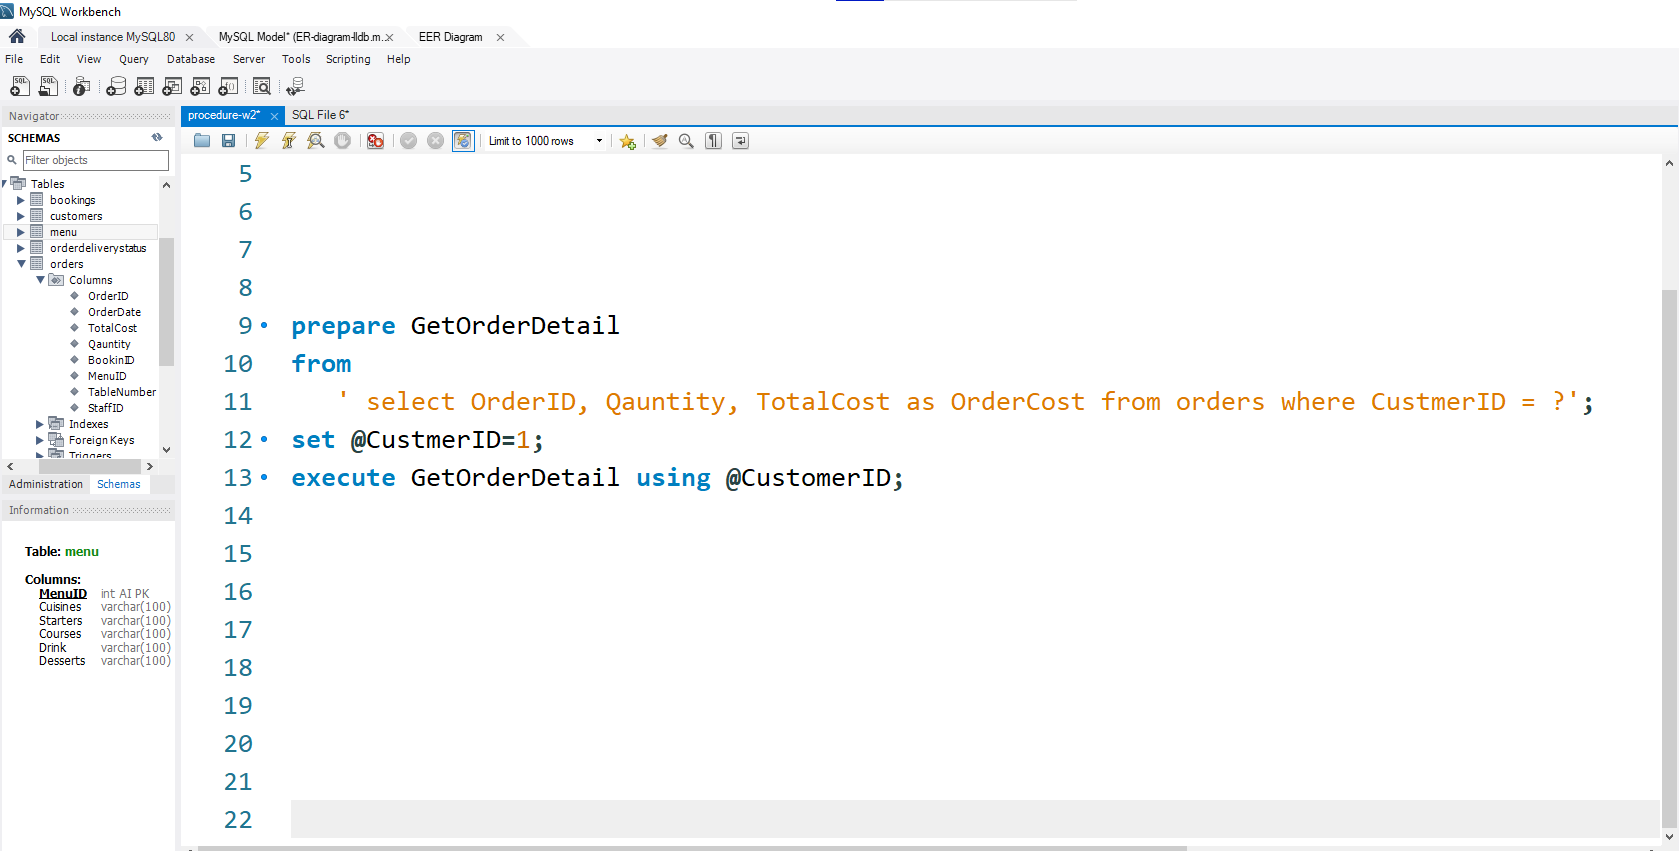 MySQL Workbench
Local instance MySQL80 MySQL Model* (ER-diagram-lldb.m... EER Diagram
File Edit View Query Database Server Tools Scripting Help
Navigator
SCHEMAS
Filter objects
Tables
bookings
customers
menu
orderdeliverystatus
orders
Columns
OrderID
OrderDate
TotalCost
Qauntity
BookinID
MenuID
TableNumber
StaffID
Indexes
Foreign Keys
Triggers
Administration Schemas
Information
Table: menu
Columns:
MenuID int AI PK
Cuisines varchar(100)
Starters varchar(100)
Courses varchar(100)
Drink varchar(100)
Desserts varchar(100)
procedure-w2* SQL File 6*
Limit to 1000 rows
5
6
7
8
9 prepare GetOrderDetail
10 from
11 ' select OrderID, Qauntity, TotalCost as OrderCost from orders where CustmerID = ?';
12 set @CustmerID=1;
13 execute GetOrderDetail using @CustomerID;
14
15
16
17
18
19
20
21
22